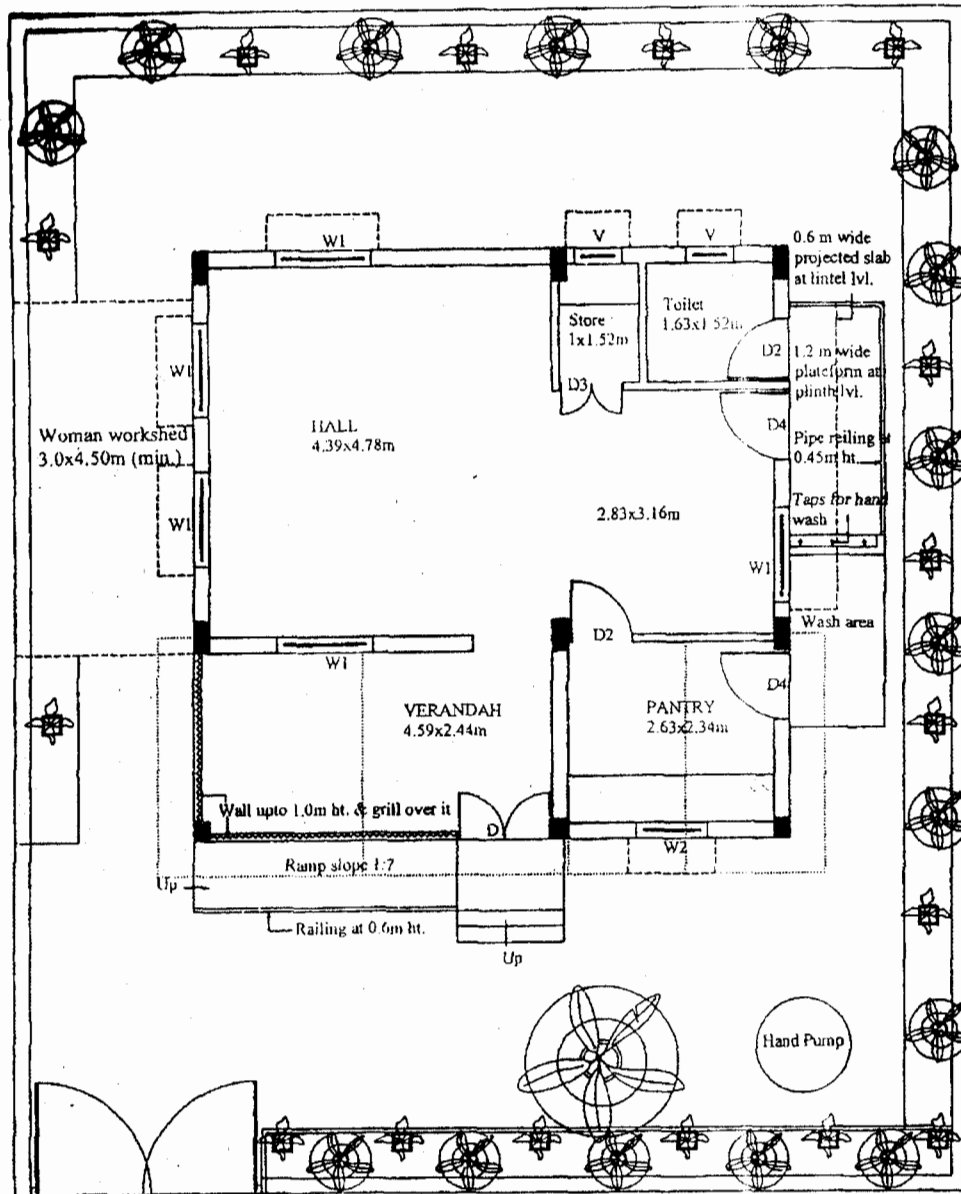 W1
V
V
0.6 m wide
projected slab
at lintel lvl.
Store
1x1.52m
Toilet
1.63x1.52m
D2
1.2 m wide
plateform at
plinth lvl.
W1
D3
D4
HALL
4.39x4.78m
Woman workshed
3.0x4.50m (min.)
Pipe reiling at
0.45m ht.
Taps for hand
wash
W1
2.83x3.16m
W1
Wash area
D2
W1
D4
VERANDAH
4.59x2.44m
PANTRY
2.63x2.34m
Wall upto 1.0m ht. & grill over it
D
W2
Ramp slope 1:7
Up
Railing at 0.6m ht.
Up
Hand Pump